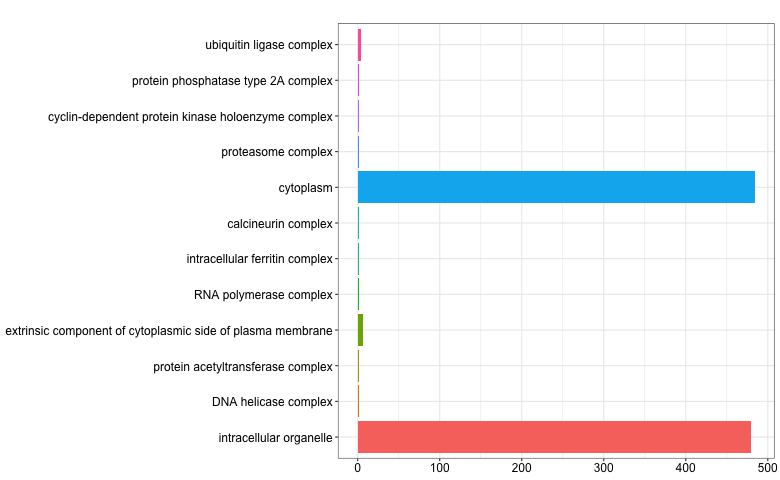 ubiquitin ligase complex
protein phosphatase type 2A complex
cyclin-dependent protein kinase holoenzyme complex
proteasome complex
cytoplasm
calcineurin complex
intracellular ferritin complex
RNA polymerase complex
extrinsic component of cytoplasmic side of plasma membrane
protein acetyltransferase complex
DNA helicase complex
intracellular organelle
0 100 200 300 400 500